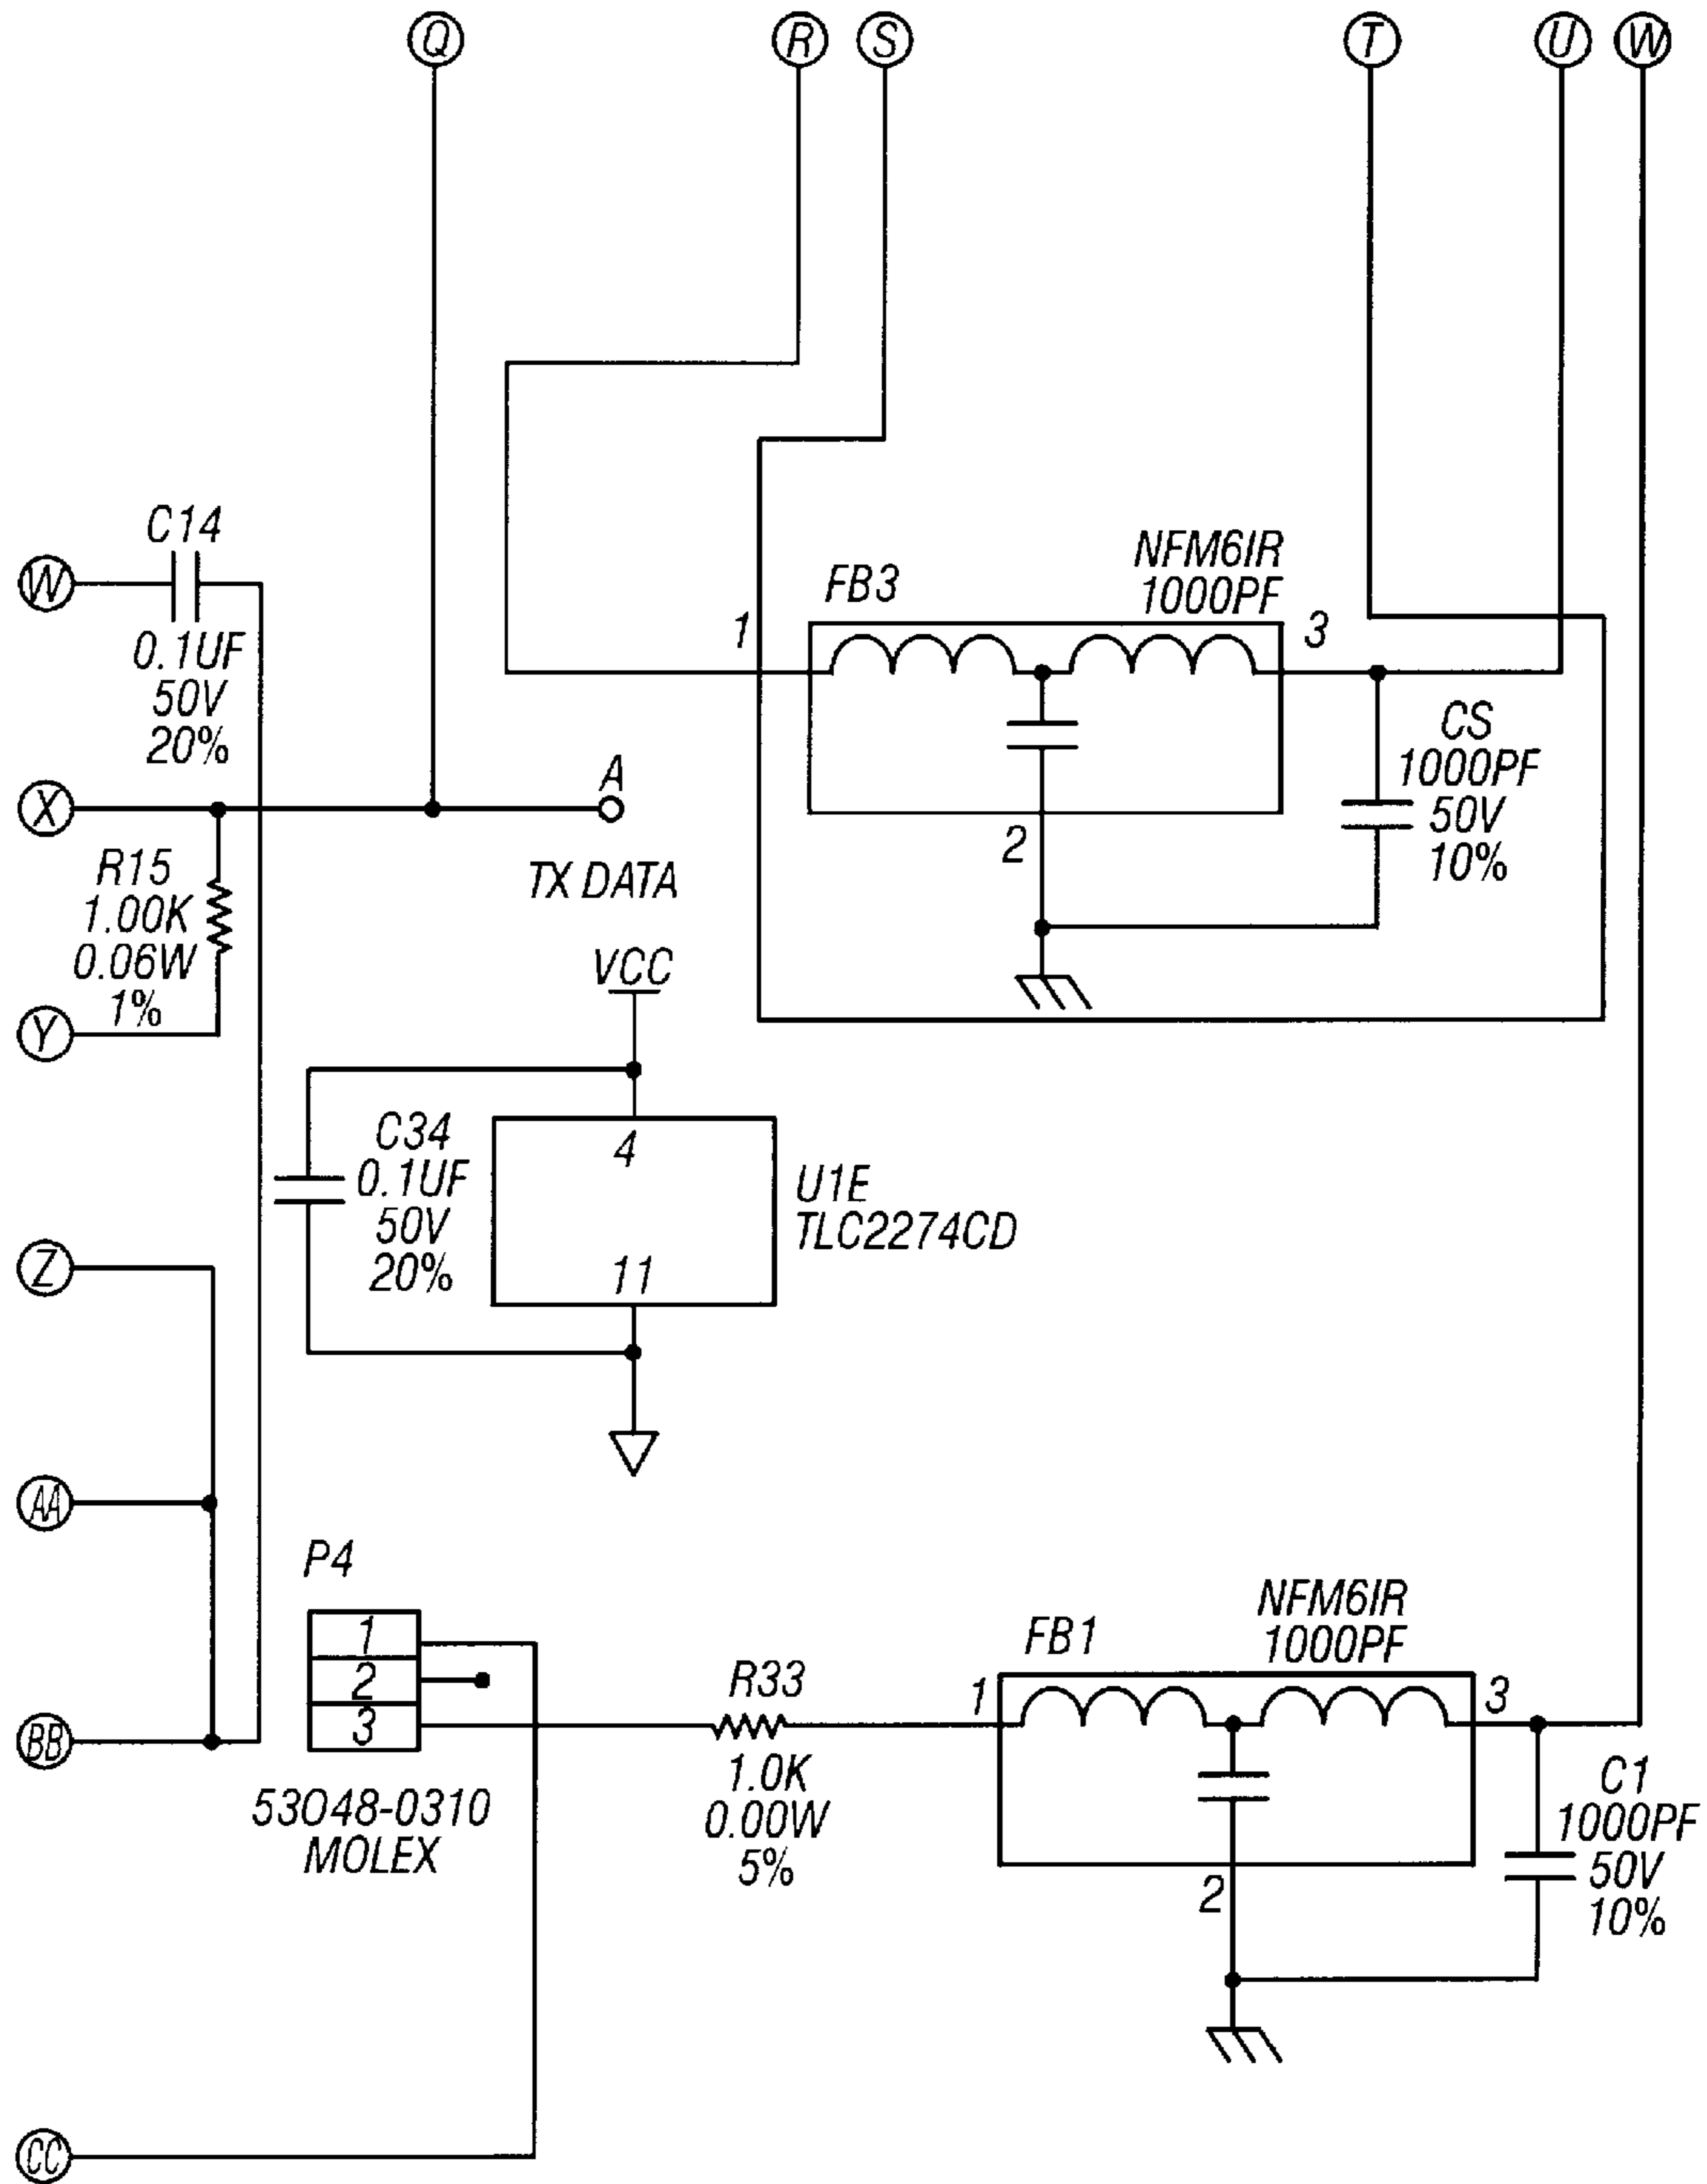 Q
R
S
T
U
W
C14
W
0.1UF
50V
20%
NFM6IR
1000PF
FB3
1
3
2
CS
1000PF
50V
10%
X
A
TX DATA
R15
1.00K
0.06W
1%
Y
VCC
C34
0.1UF
50V
20%
4
11
U1E
TLC2274CD
Z
AA
BB
P4
1
2
3
53048-0310
MOLEX
R33
1.0K
0.00W
5%
FB1
NFM6IR
1000PF
1
3
2
C1
1000PF
50V
10%
CC